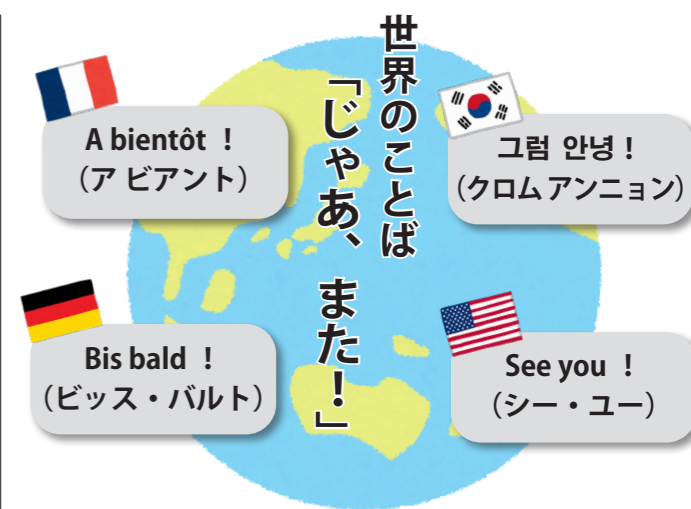 世界のことば
「じゃあ、また！」
A bientôt ！
（ア ビアント）
그럼 안녕！
（クロム アンニョン）
Bis bald ！
（ビッス・バルト）
See you ！
（シー・ユー）